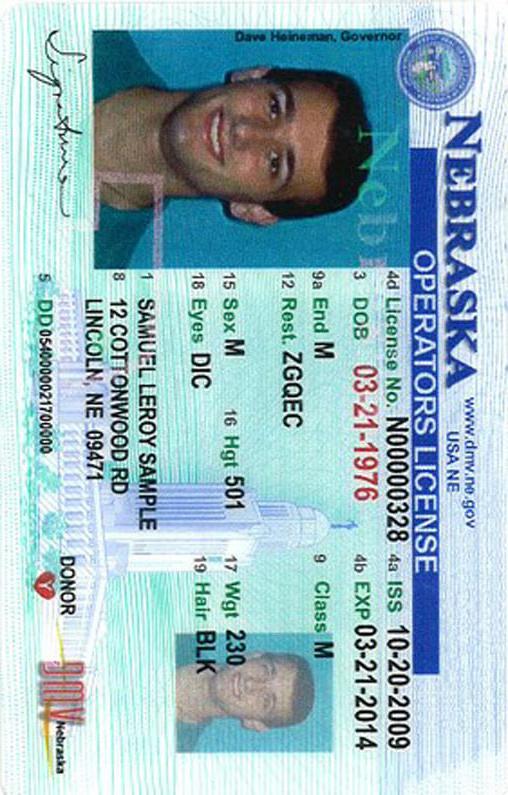 Dave Heineman, Governor
NEBRASKA www.dmv.ne.gov
USA NE
OPERATORS LICENSE
Neb
4d License No. N00000328 4a ISS 10-20-2009
3 DOB 03-21-1976 4b EXP 03-21-2014
9a End M 9 Class M
12 Rest. ZGQEC
15 Sex M 16 Hgt 501 17 Wgt 230
18 Eyes DIC 19 Hair BLK
1 SAMUEL LEROY SAMPLE
8 12 COTTONWOOD RD
LINCOLN, NE 09471
5 DD 0540000021700000
DONOR
DMV Nebraska
Signature